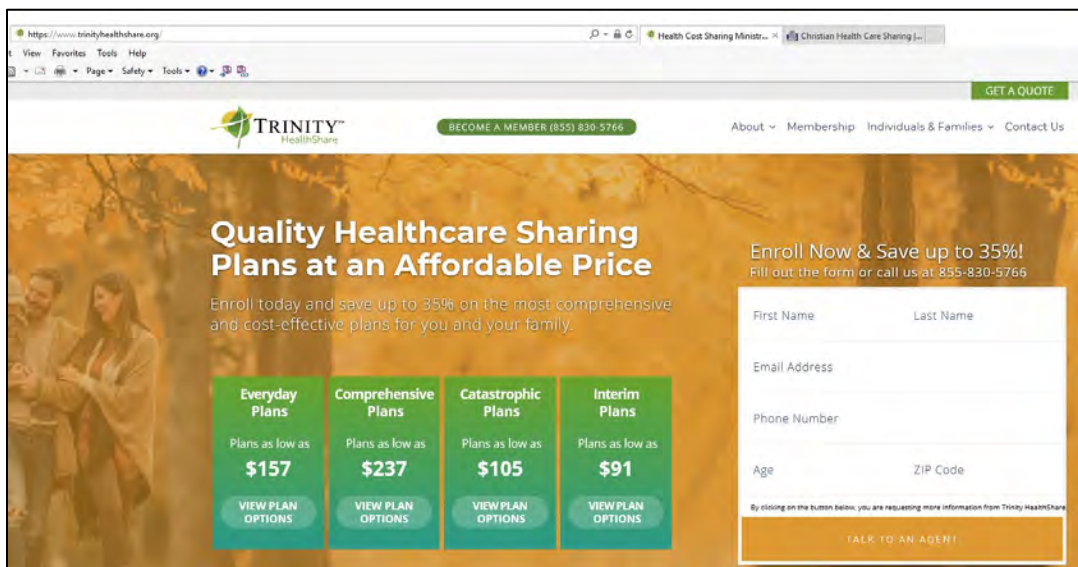 https://www.trinityhealthshare.org/
Health Cost Sharing Ministr...
Christian Health Care Sharing |...
View Favorites Tools Help
Page Safety Tools
GET A QUOTE
TRINITY™
HealthShare
BECOME A MEMBER (855) 830-5766
About Membership Individuals & Families Contact Us
Quality Healthcare Sharing
Plans at an Affordable Price
Enroll today and save up to 35% on the most comprehensive
and cost-effective plans for you and your family.
Everyday
Plans
Plans as low as
$157
VIEW PLAN
OPTIONS
Comprehensive
Plans
Plans as low as
$237
VIEW PLAN
OPTIONS
Catastrophic
Plans
Plans as low as
$105
VIEW PLAN
OPTIONS
Interim
Plans
Plans as low as
$91
VIEW PLAN
OPTIONS
Enroll Now & Save up to 35%!
Fill out the form or call us at 855-830-5766
First Name Last Name
Email Address
Phone Number
Age ZIP Code
By clicking on the button below, you are requesting more information from Trinity HealthShare
TALK TO AN AGENT